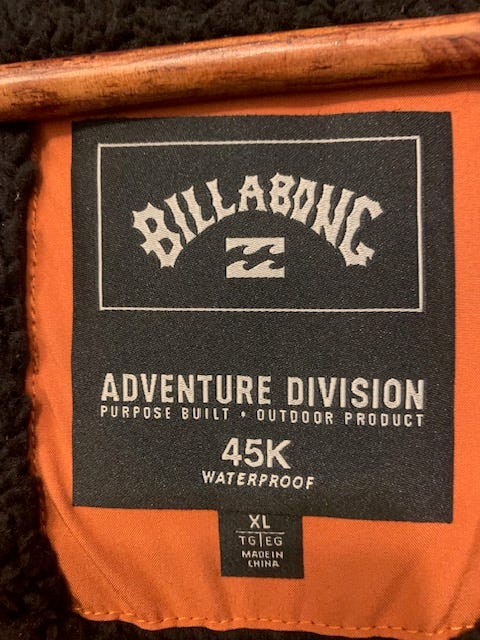 BILLABONG
ADVENTURE DIVISION
PURPOSE BUILT • OUTDOOR PRODUCT
45K
WATERPROOF
XL
TG|EG
MADE IN
CHINA